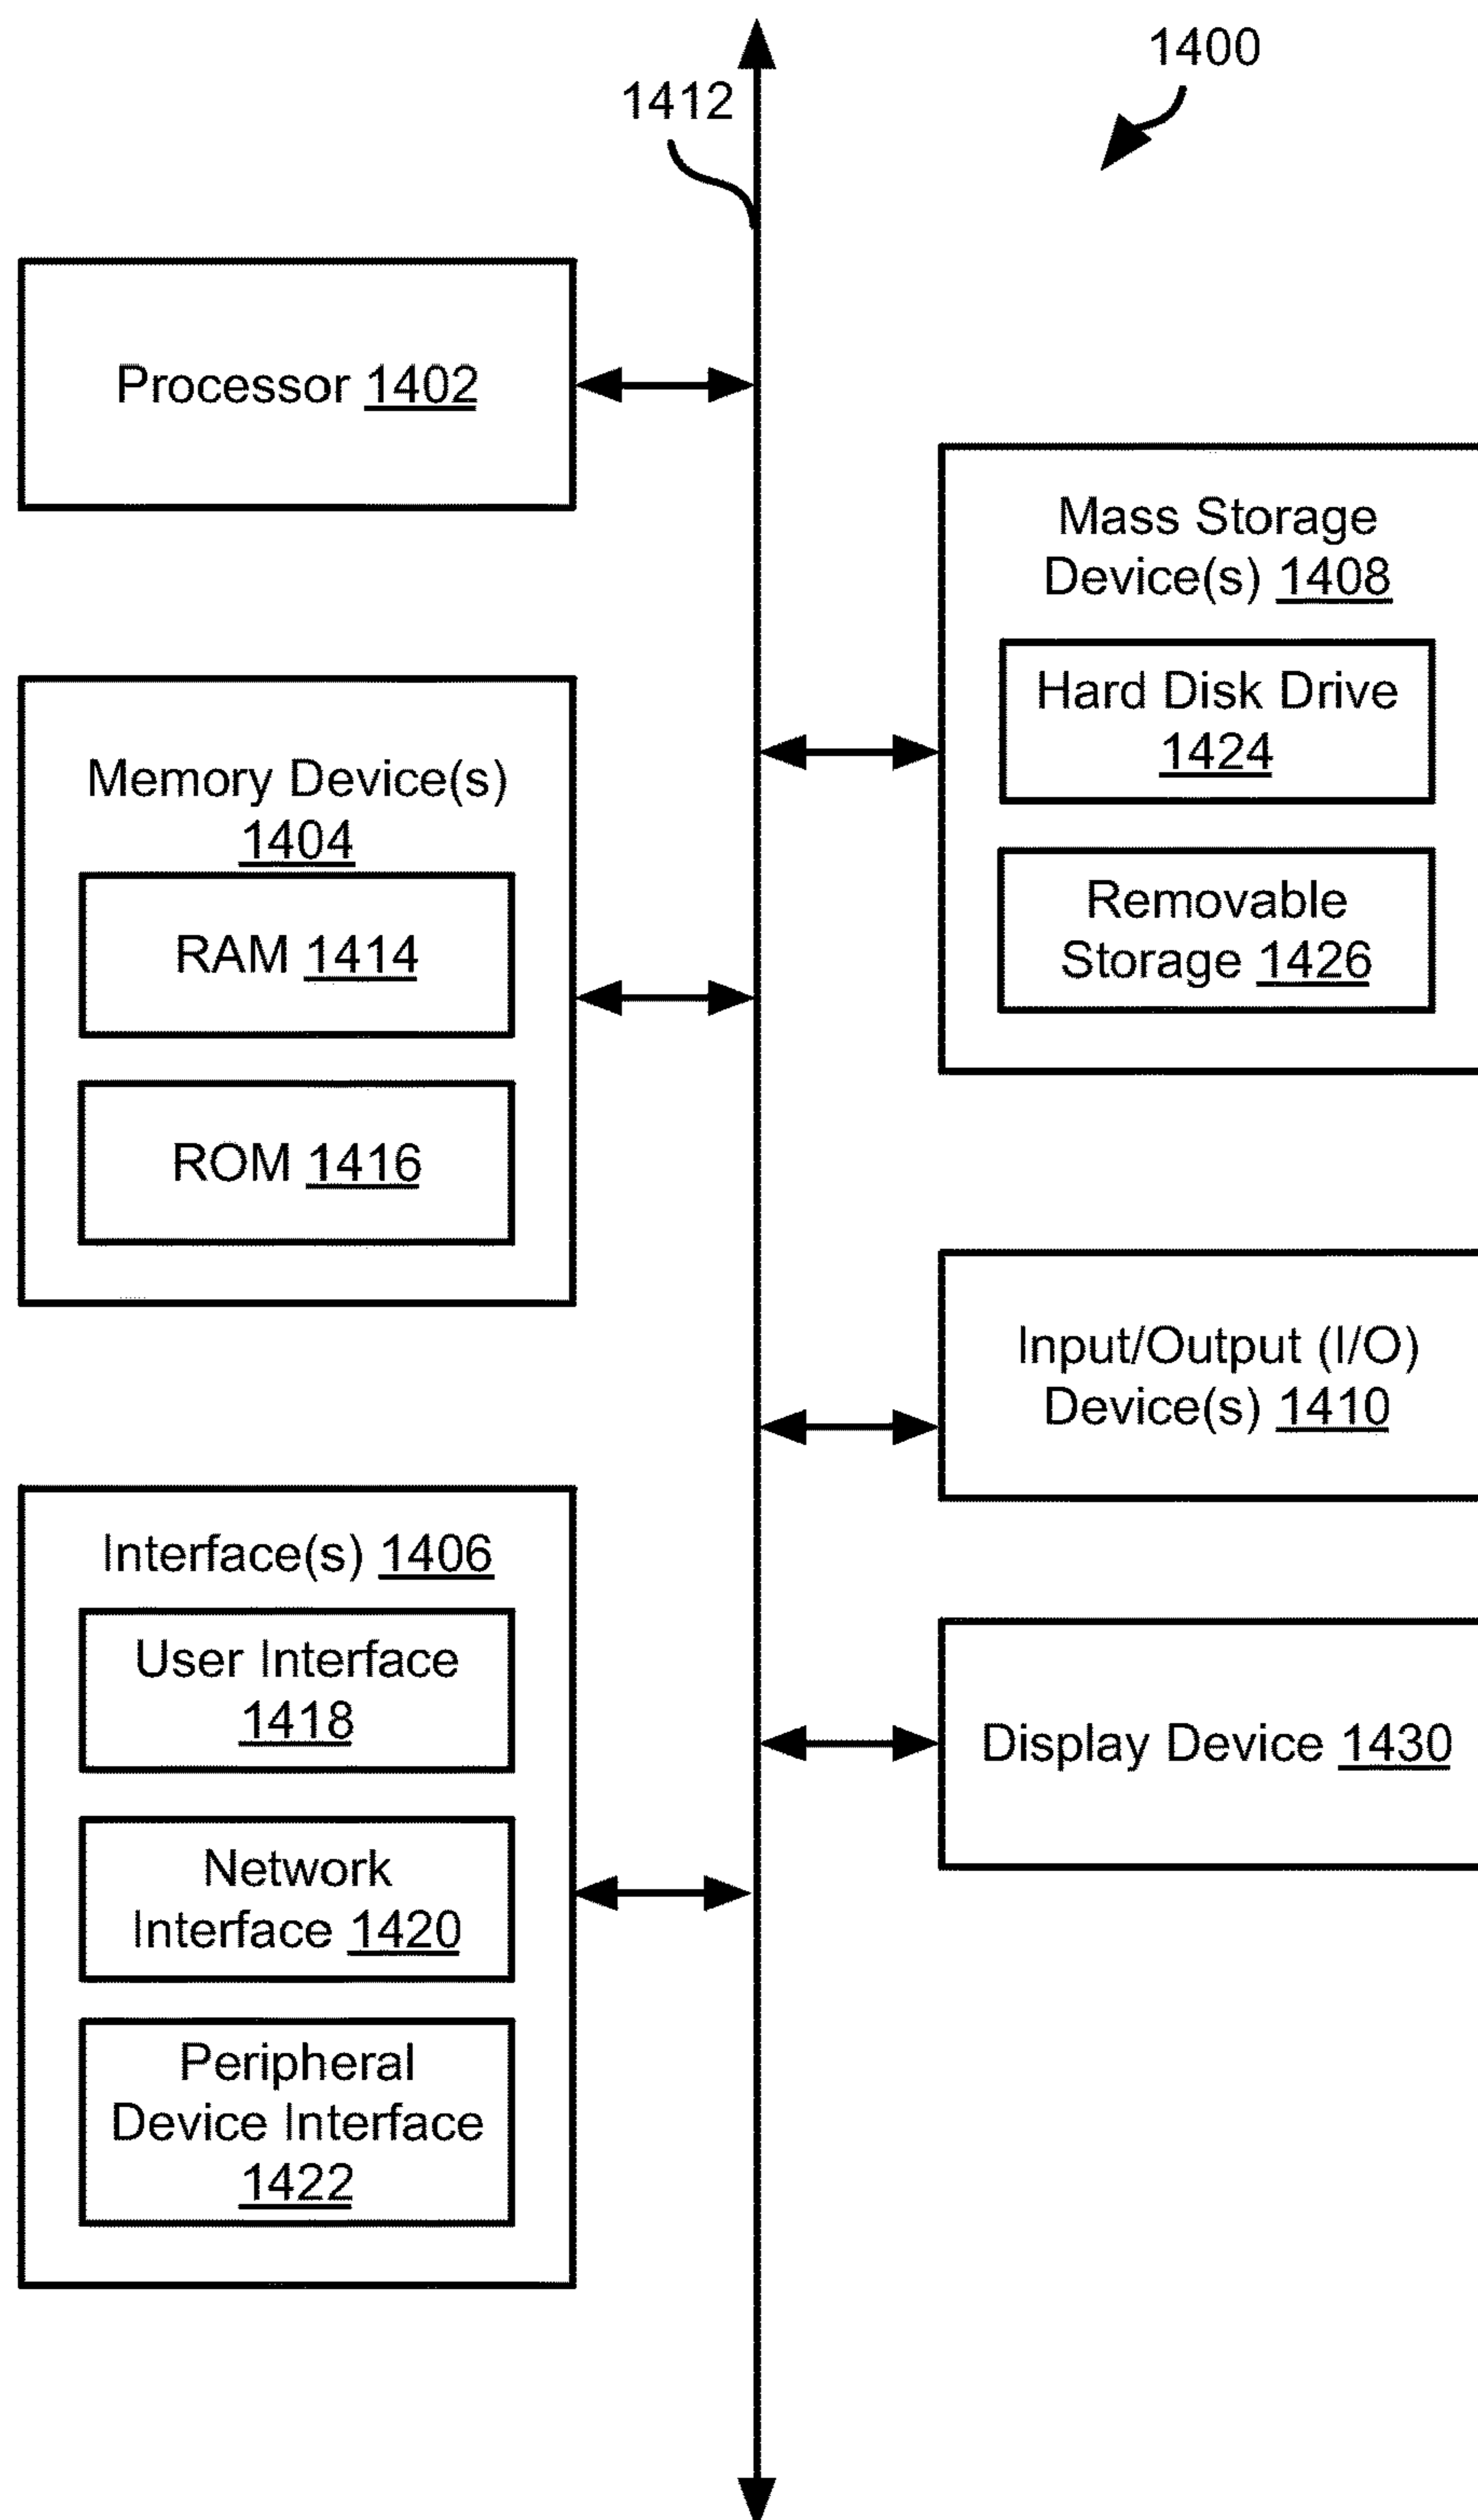 1400
1412
Processor 1402
Mass Storage
Device(s) 1408
Hard Disk Drive
1424
Removable
Storage 1426
Memory Device(s)
1404
RAM 1414
ROM 1416
Input/Output (I/O)
Device(s) 1410
Interface(s) 1406
User Interface
1418
Network
Interface 1420
Peripheral
Device Interface
1422
Display Device 1430